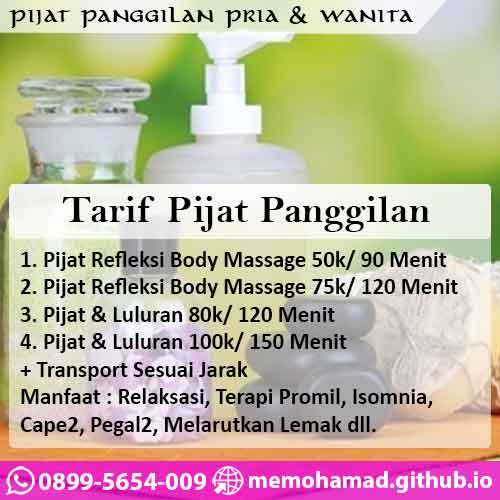 Pijat Panggilan Pria & Wanita
Tarif Pijat Panggilan
1. Pijat Refleksi Body Massage 50k/ 90 Menit
2. Pijat Refleksi Body Massage 75k/ 120 Menit
3. Pijat & Luluran 80k/ 120 Menit
4. Pijat & Luluran 100k/ 150 Menit
+ Transport Sesuai Jarak
Manfaat : Relaksasi, Terapi Promil, Isomnia,
Cape2, Pegal2, Melarutkan Lemak dll.
0899-5654-009 memohamad.github.io